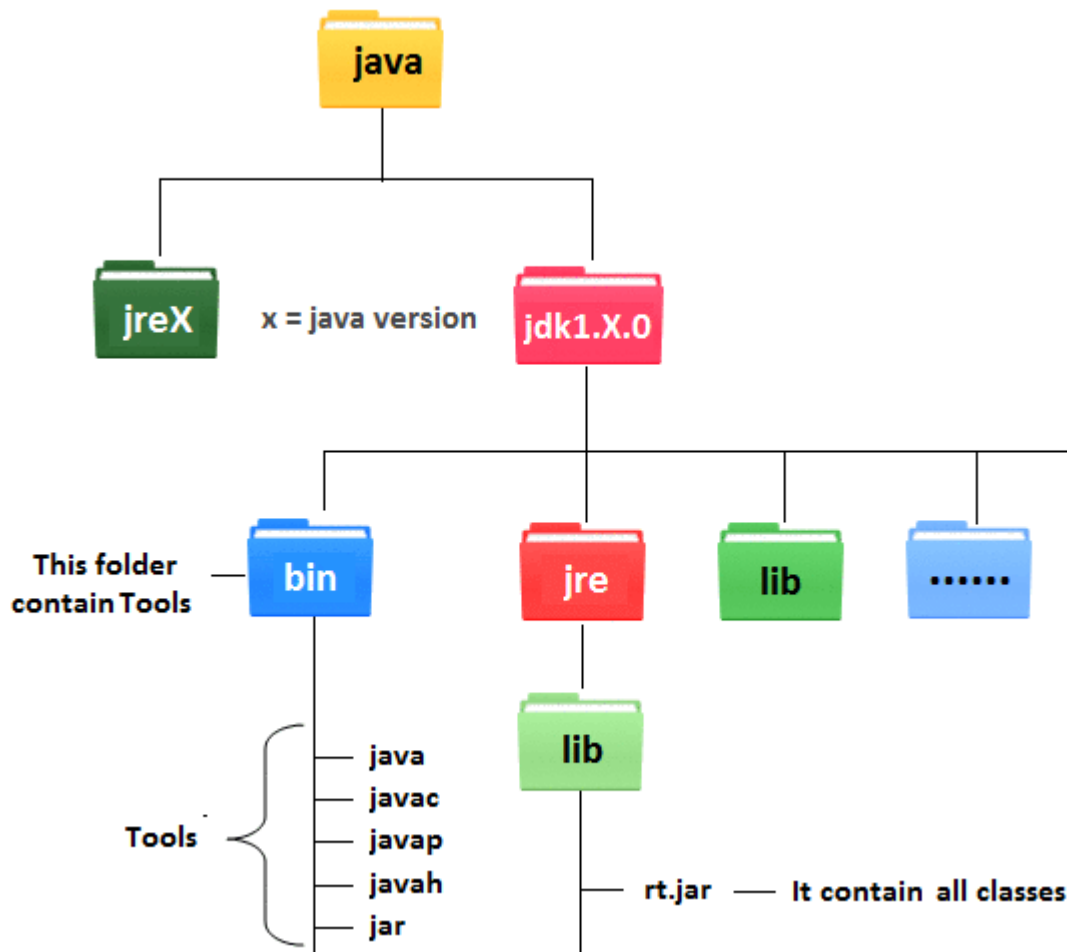 java
jreX
x = java version
jdk1.X.0
This folder
contain Tools
bin
jre
lib
......
lib
Tools
java
javac
javap
javah
jar
rt.jar
It contain all classes